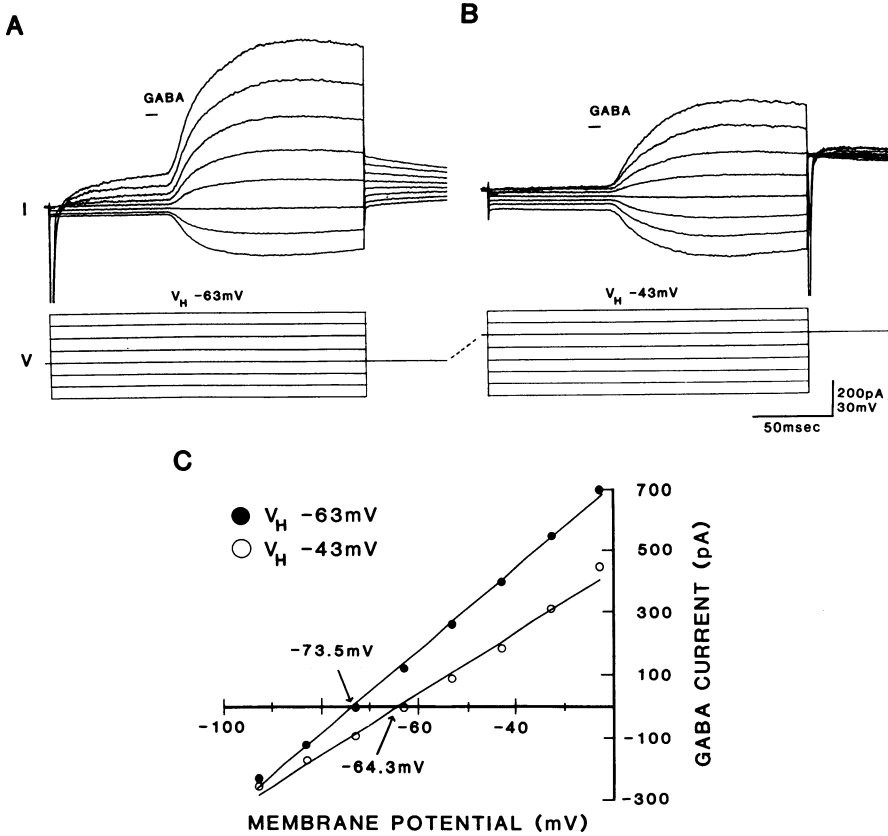 A
B
GABA
GABA
I
V_H -63mV
V_H -43mV
V
200pA
30mV
50msec
C
V_H -63mV
V_H -43mV
700
500
300
100
-100
-300
-73.5mV
-64.3mV
-100
-60
-40
GABA CURRENT (pA)
MEMBRANE POTENTIAL (mV)